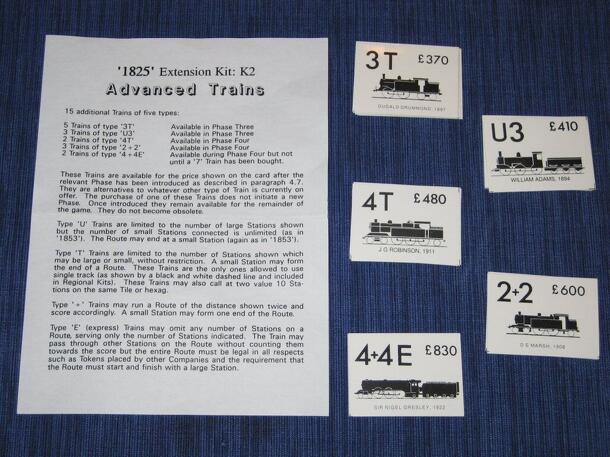 '1825' Extension Kit: K2
Advanced Trains
15 additional Trains of five types:
5 Trains of type '3T' Available in Phase Three
3 Trains of type 'U3' Available in Phase Three
2 Trains of type '4T' Available in Phase Four
3 Trains of type '2+2' Available in Phase Four
2 Trains of type '4+4E' Available during Phase Four but not
until a '7' Train has been bought.
These Trains are available for the price shown on the card after the
relevant Phase has been introduced as described in paragraph 4.7.
They are alternatives to whatever other type of Train is currently on
offer. The purchase of one of these Trains does not initiate a new
Phase. Once introduced they remain available for the remainder of
the game. They do not become obsolete.
Type 'U' Trains are limited to the number of large Stations shown
but the number of small Stations connected is unlimited (as in
'1853'). The Route may end at a small Station (again as in '1853').
Type 'T' Trains are limited to the number of Stations shown which
may be large or small, without restriction. A small Station may form
the end of a Route. These Trains are the only ones allowed to use
single track (as shown by a black and white dashed line and included
in Regional Kits). These Trains may also call at two value 10 Sta-
tions on the same Tile or hexag.
Type '+' Trains may run a Route of the distance shown twice and
score accordingly. A small Station may form one end of the Route.
Type 'E' (express) Trains may omit any number of Stations on a
Route, serving only the number of Stations indicated. The Train may
pass through other Stations on the Route without counting them
towards the score but the entire Route must be legal in all respects
such as Tokens placed by other Companies and the requirement that
the Route must start and finish with a large Station.
3T £370
DUGALD DRUMMOND, 1897
U3 £410
WILLIAM ADAMS, 1894
4T £480
J G ROBINSON, 1911
2+2 £600
D E MARSH, 1908
4+4E £830
SIR NIGEL GRESLEY, 1922